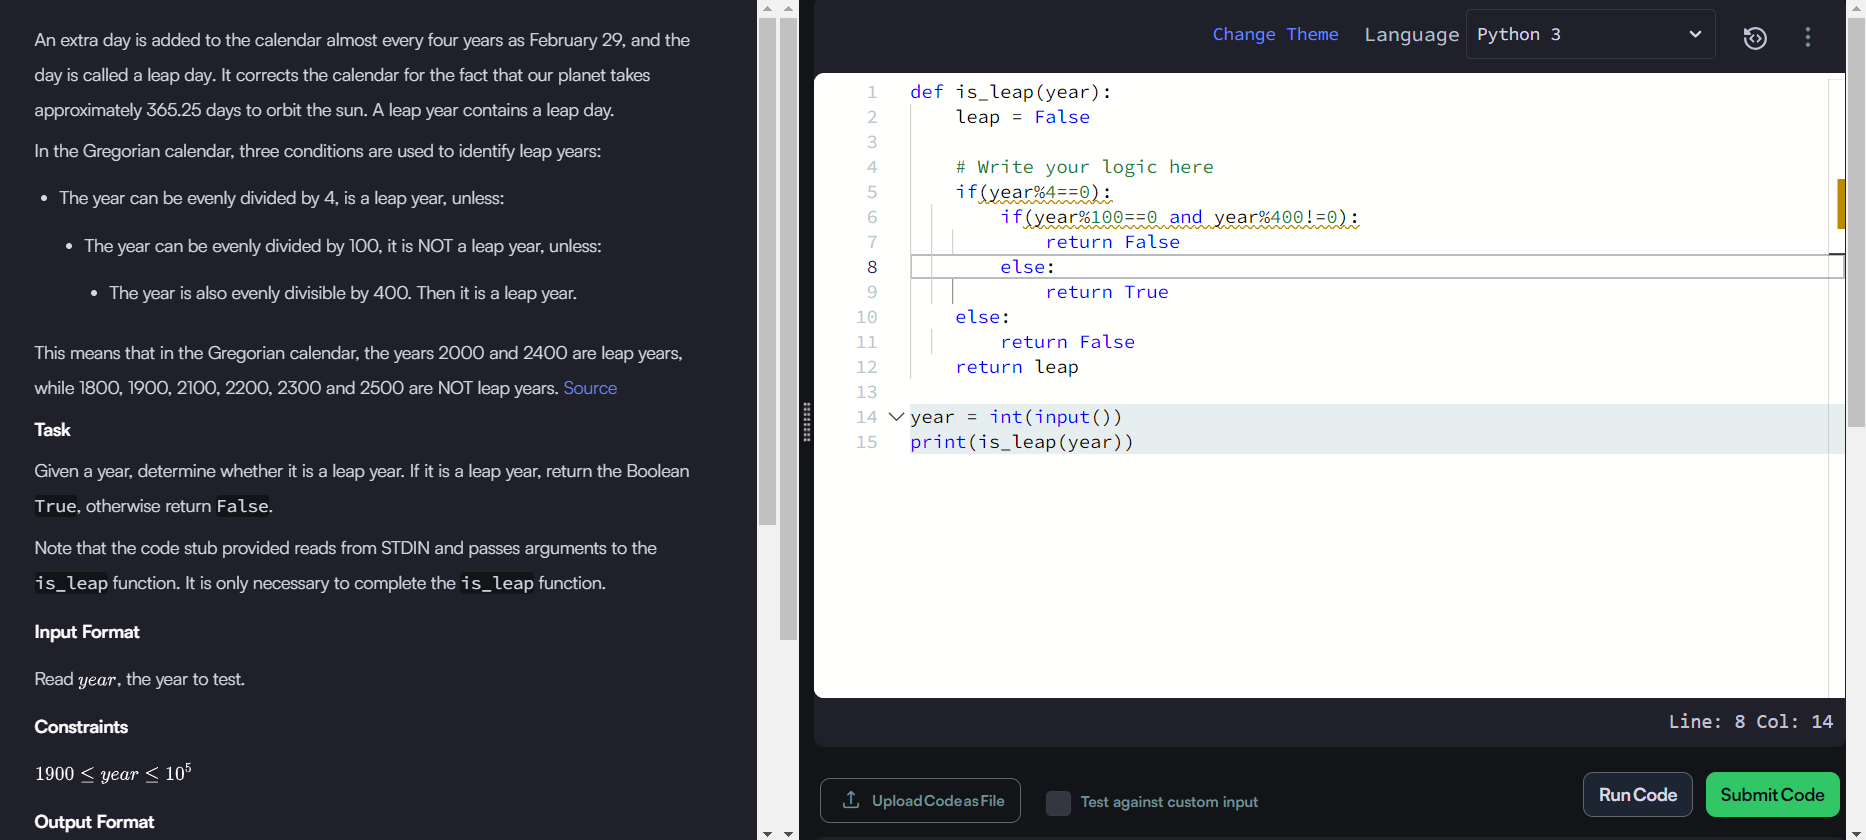 An extra day is added to the calendar almost every four years as February 29, and the
day is called a leap day. It corrects the calendar for the fact that our planet takes
approximately 365.25 days to orbit the sun. A leap year contains a leap day.
In the Gregorian calendar, three conditions are used to identify leap years:
• The year can be evenly divided by 4, is a leap year, unless:
• The year can be evenly divided by 100, it is NOT a leap year, unless:
• The year is also evenly divisible by 400. Then it is a leap year.
This means that in the Gregorian calendar, the years 2000 and 2400 are leap years,
while 1800, 1900, 2100, 2200, 2300 and 2500 are NOT leap years. Source
Task
Given a year, determine whether it is a leap year. If it is a leap year, return the Boolean
True, otherwise return False.
Note that the code stub provided reads from STDIN and passes arguments to the
is_leap function. It is only necessary to complete the is_leap function.
Input Format
Read year, the year to test.
Constraints
1900 ≤ year ≤ 10⁵
Output Format
Change Theme Language Python 3
1 def is_leap(year):
2     leap = False
3
4     # Write your logic here
5     if(year%4==0):
6         if(year%100==0 and year%400!=0):
7             return False
8         else:
9             return True
10     else:
11         return False
12     return leap
13
14 year = int(input())
15 print(is_leap(year))
Line: 8 Col: 14
Upload Code as File
Test against custom input
Run Code
Submit Code